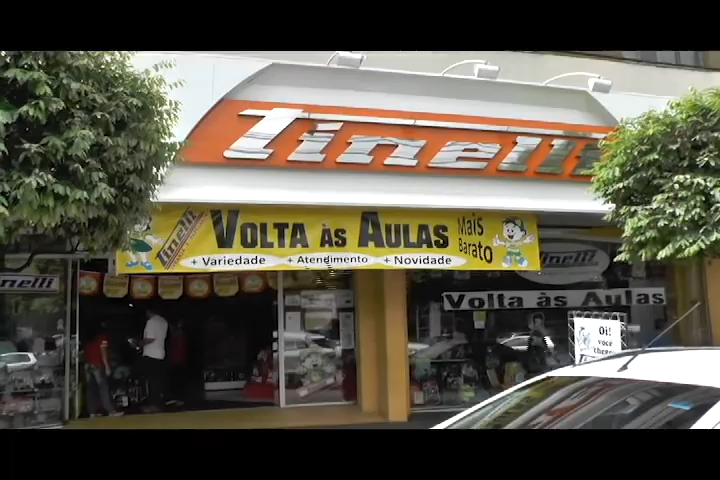 Tinelli
Tinelli
VOLTA ÀS AULAS
Mais
Barato
+ Variedade + Atendimento + Novidade
Tinelli
Volta às Aulas
Oi!
você